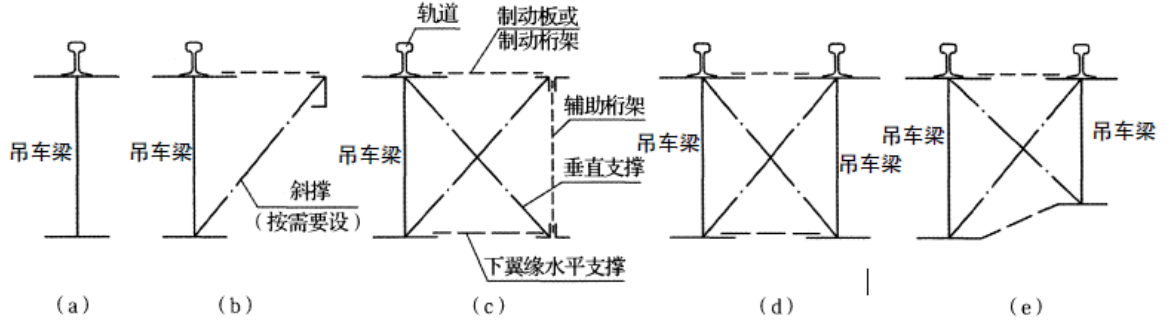 轨道
制动板或
制动桁架
吊车梁
吊车梁
斜撑
(按需要设)
吊车梁
辅助桁架
垂直支撑
下翼缘水平支撑
吊车梁
吊车梁
吊车梁
吊车梁
(a)
(b)
(c)
(d)
(e)